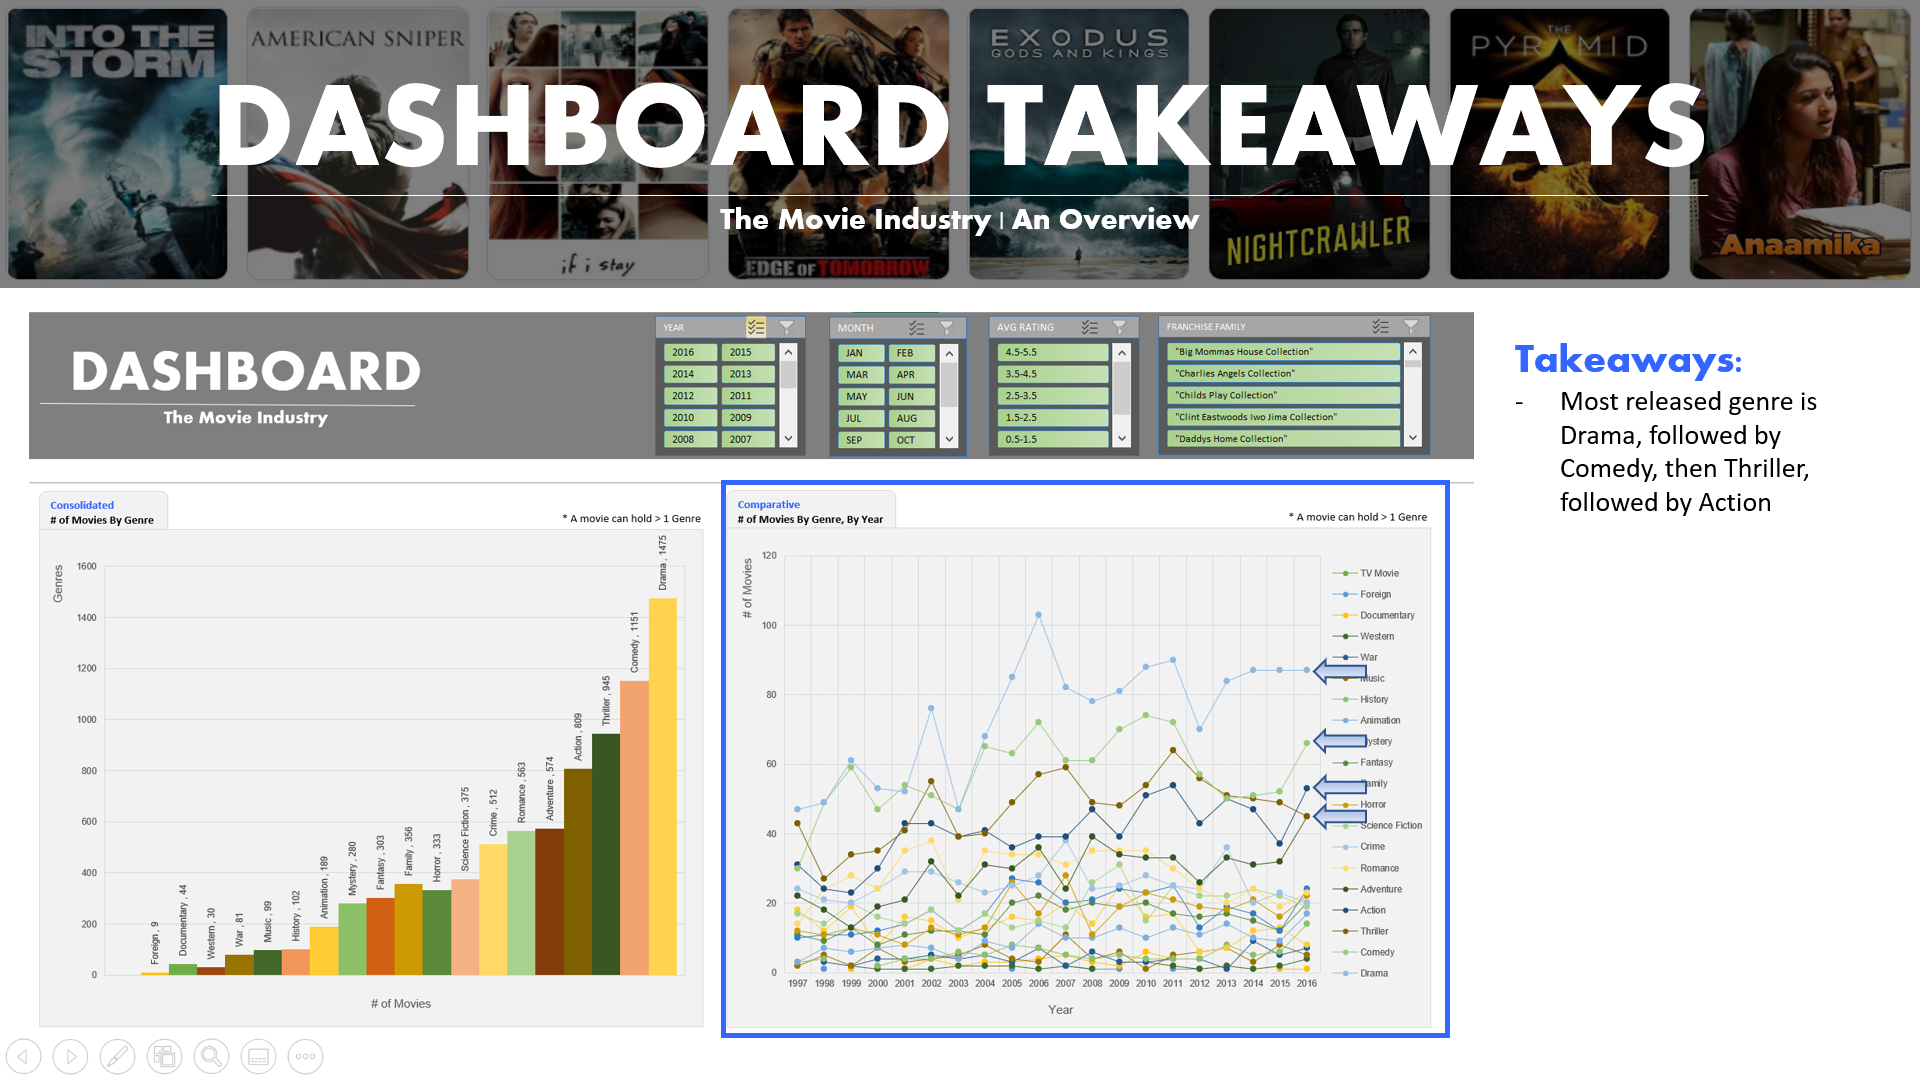 INTO THE
STORM
AMERICAN SNIPER
if i stay
EDGE OF TOMORROW
EXODUS
GODS AND KINGS
NIGHTCRAWLER
THE
PYRAMID
Anaamika
DASHBOARD TAKEAWAYS
The Movie Industry | An Overview
DASHBOARD
The Movie Industry
YEAR
2016 2015
2014 2013
2012 2011
2010 2009
2008 2007
MONTH
JAN FEB
MAR APR
MAY JUN
JUL AUG
SEP OCT
AVG RATING
4.5-5.5
3.5-4.5
2.5-3.5
1.5-2.5
0.5-1.5
FRANCHISE FAMILY
"Big Mommas House Collection"
"Charlies Angels Collection"
"Childs Play Collection"
"Clint Eastwoods Iwo Jima Collection"
"Daddys Home Collection"
Takeaways:
- Most released genre is
Drama, followed by
Comedy, then Thriller,
followed by Action
Consolidated
# of Movies By Genre
* A movie can hold > 1 Genre
Genres
1600
1400
1200
1000
800
600
400
200
0
Foreign , 9
Documentary , 44
Western , 30
War , 81
Music , 99
History , 102
Animation , 189
Mystery , 280
Fantasy , 303
Family , 356
Horror , 333
Science Fiction , 375
Crime , 512
Romance , 563
Adventure , 574
Action , 809
Thriller , 945
Comedy , 1151
Drama , 1475
# of Movies
Comparative
# of Movies By Genre, By Year
* A movie can hold > 1 Genre
# of Movies
120
100
80
60
40
20
0
1997 1998 1999 2000 2001 2002 2003 2004 2005 2006 2007 2008 2009 2010 2011 2012 2013 2014 2015 2016
Year
TV Movie
Foreign
Documentary
Western
War
Music
History
Animation
ystery
Fantasy
amily
Horror
Science Fiction
Crime
Romance
Adventure
Action
Thriller
Comedy
Drama